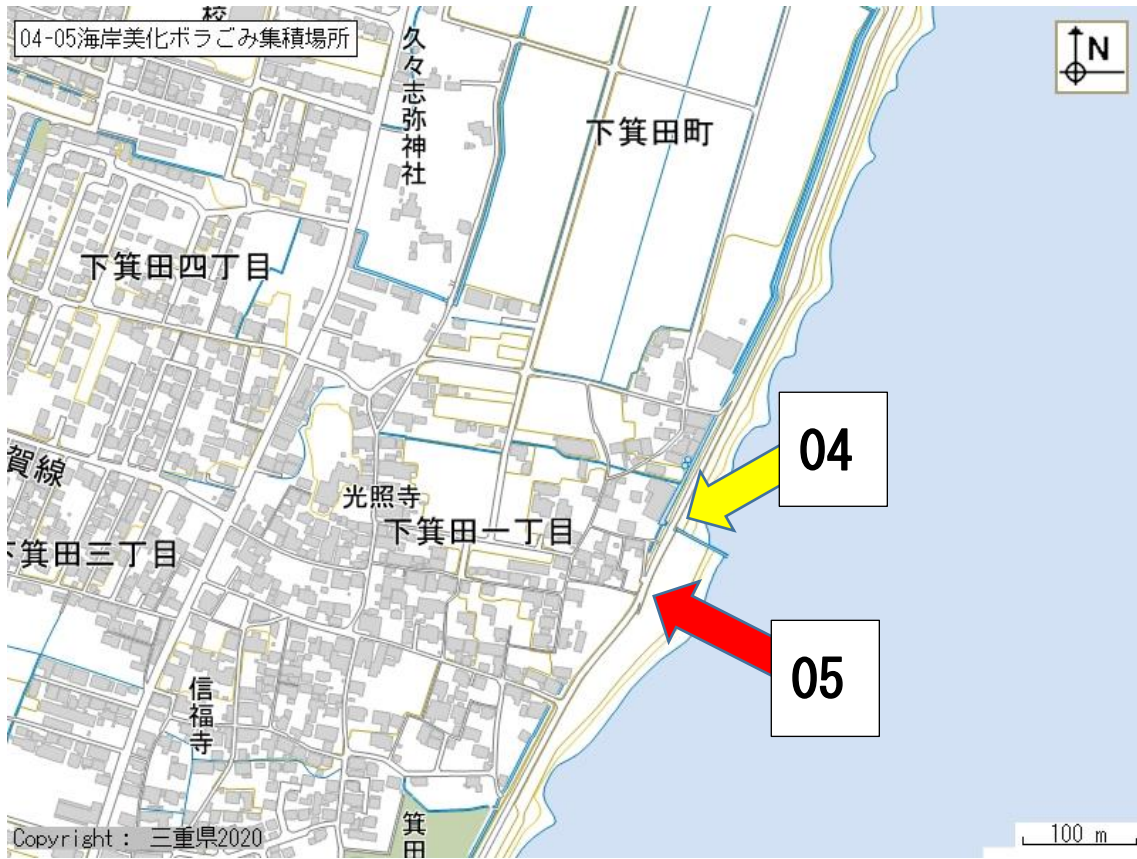 校
04-05海岸美化ボラごみ集積場所
久々志弥神社
N
下箕田町
下箕田四丁目
04
賀線
光照寺
下箕田一丁目
下箕田三丁目
05
信福寺
箕田
Copyright： 三重県2020
100 m